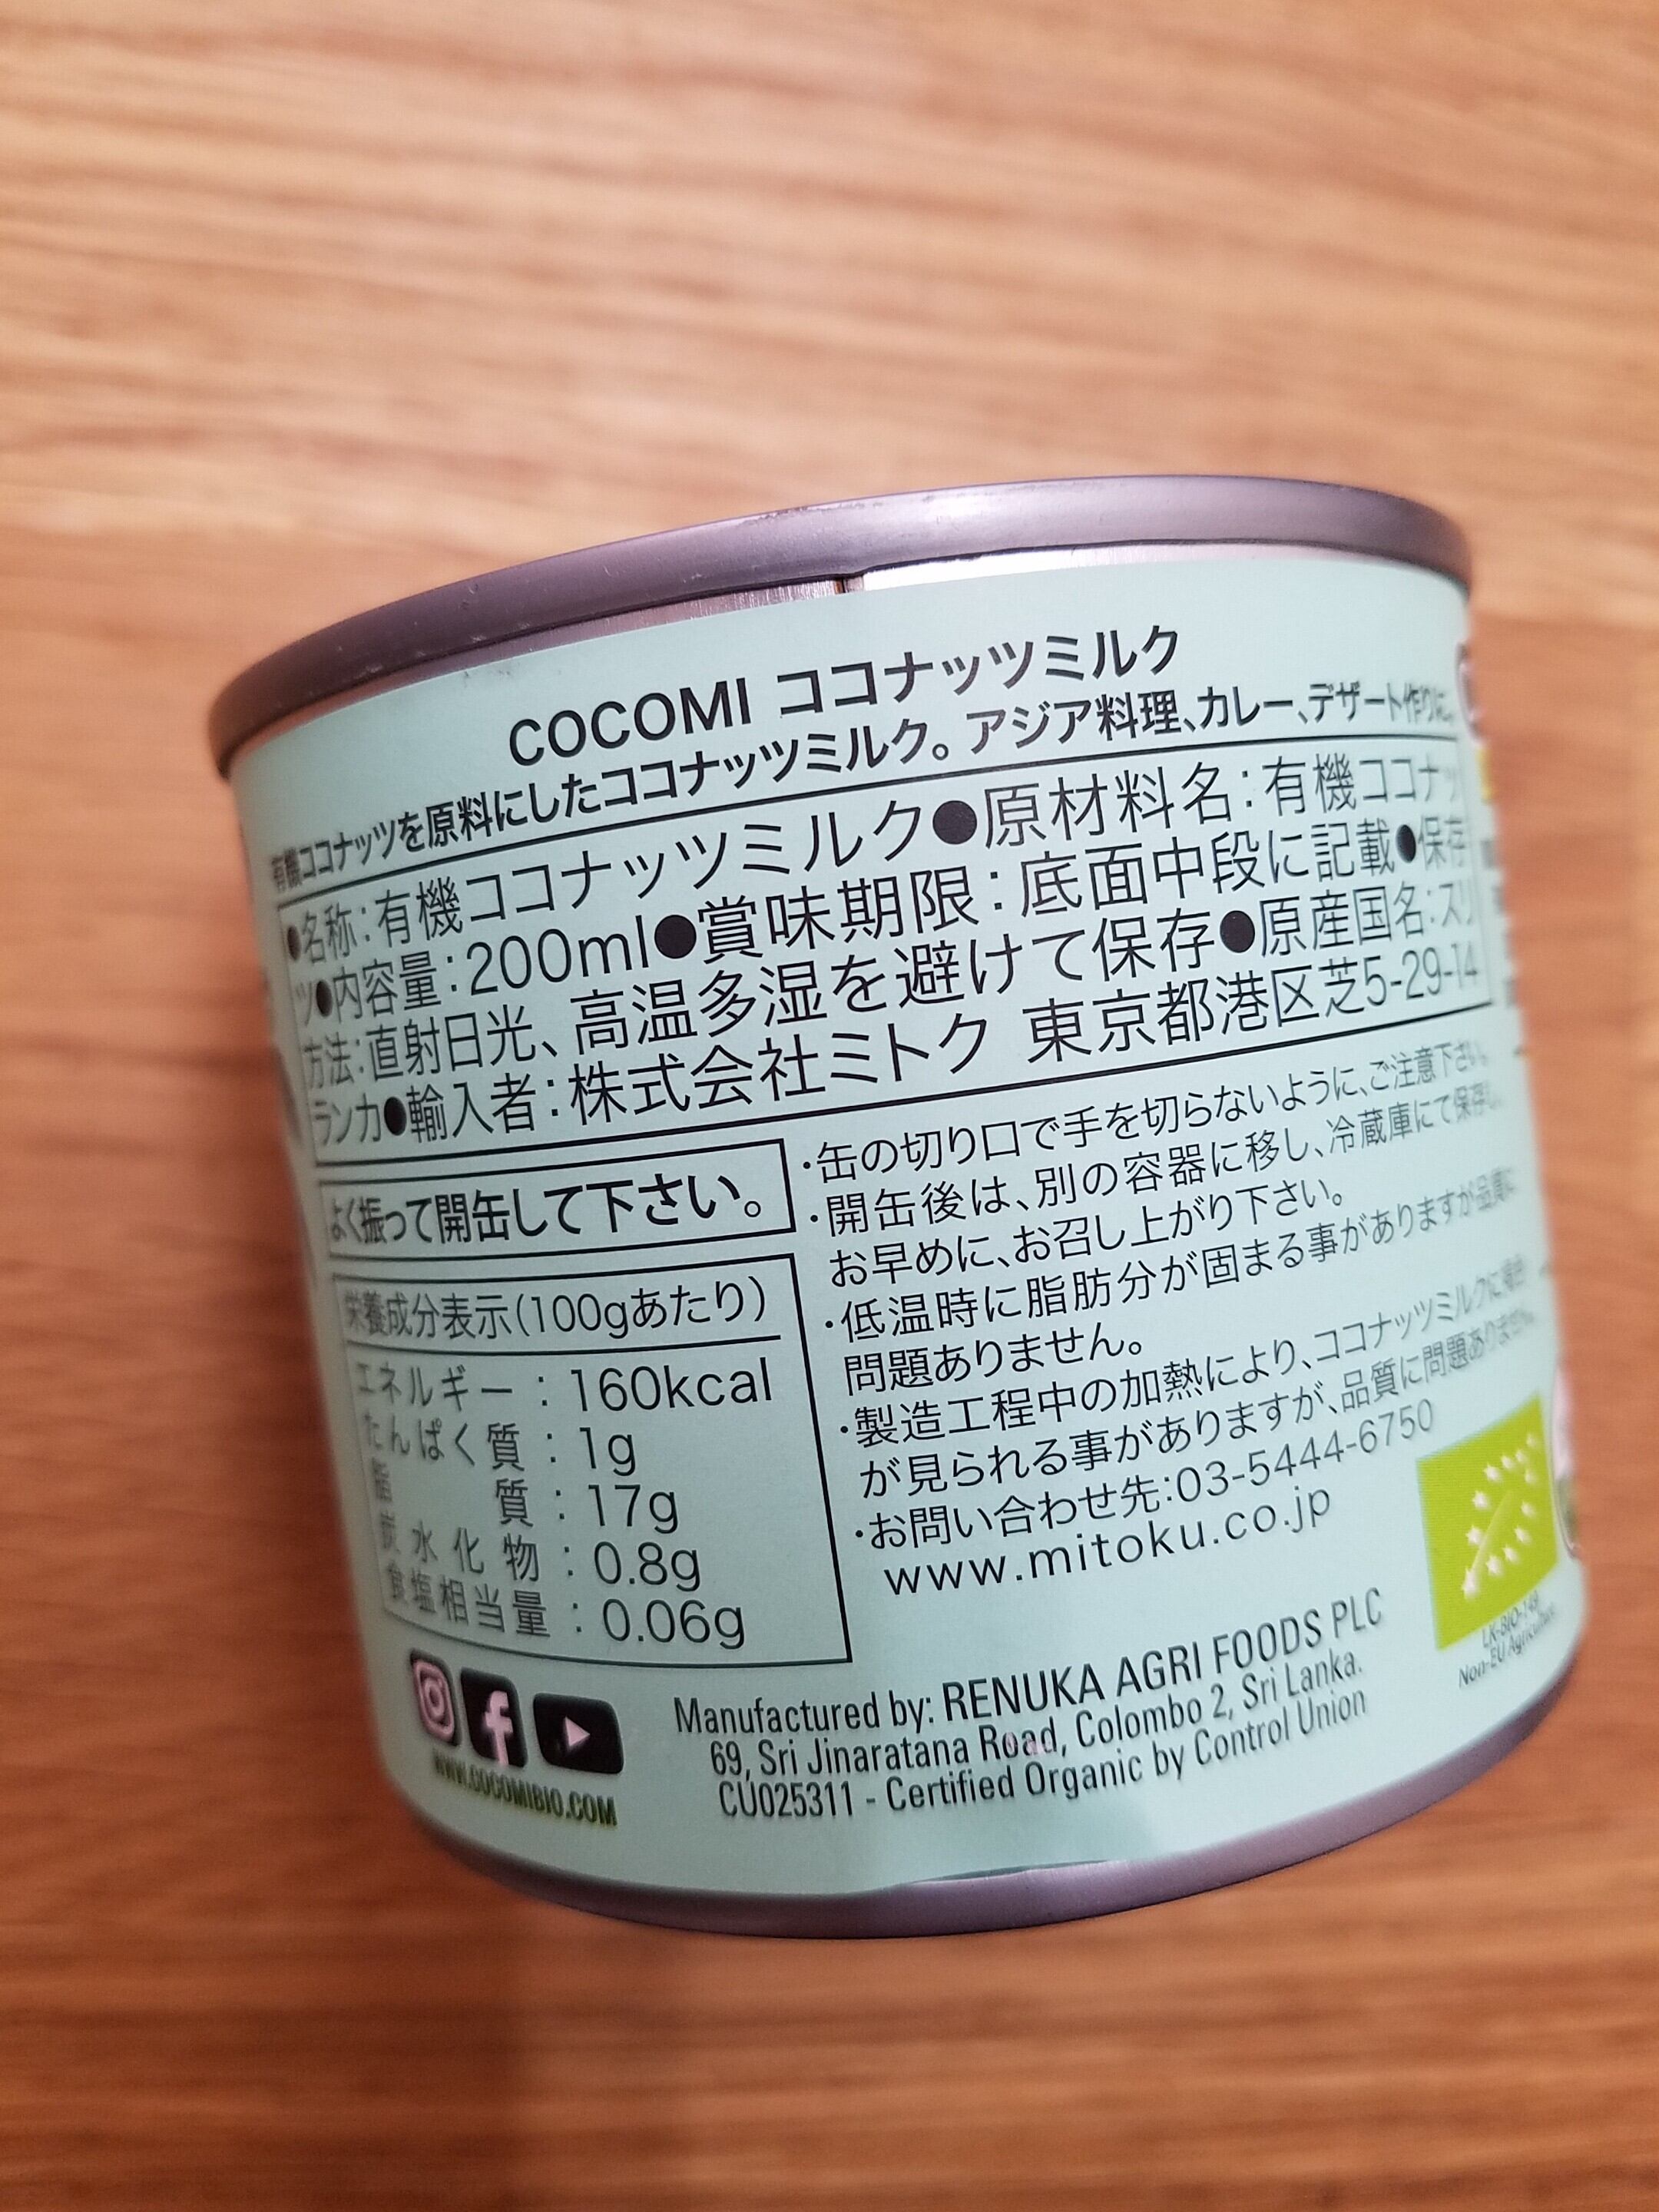 COCOMI ココナッツミルク
有機ココナッツを原料にしたココナッツミルク。アジア料理、カレー、デザート作りに。
●名称:有機ココナッツミルク●原材料名:有機ココナッ
ツ●内容量:200ml●賞味期限:底面中段に記載●保存
方法:直射日光、高温多湿を避けて保存●原産国名:スリ
ランカ●輸入者:株式会社ミトク 東京都港区芝5-29-14
よく振って開缶して下さい。
栄養成分表示(100gあたり)
エネルギー:160kcal
たんぱく質:1g
脂質:17g
炭水化物:0.8g
食塩相当量:0.06g
・缶の切り口で手を切らないように、ご注意下さい。
・開缶後は、別の容器に移し、冷蔵庫にて保存し、
お早めに、お召し上がり下さい。
・低温時に脂肪分が固まる事がありますが品質に
問題ありません。
・製造工程中の加熱により、ココナッツミルクに
が見られる事がありますが、品質に問題ありません。
・お問い合わせ先:03-5444-6750
www.mitoku.co.jp
WWW.COCOMIBIO.COM
Manufactured by: RENUKA AGRI FOODS PLC
69, Sri Jinaratana Road, Colombo 2, Sri Lanka.
CU025311 - Certified Organic by Control Union
LK-BIO-149
Non-EU Agriculture